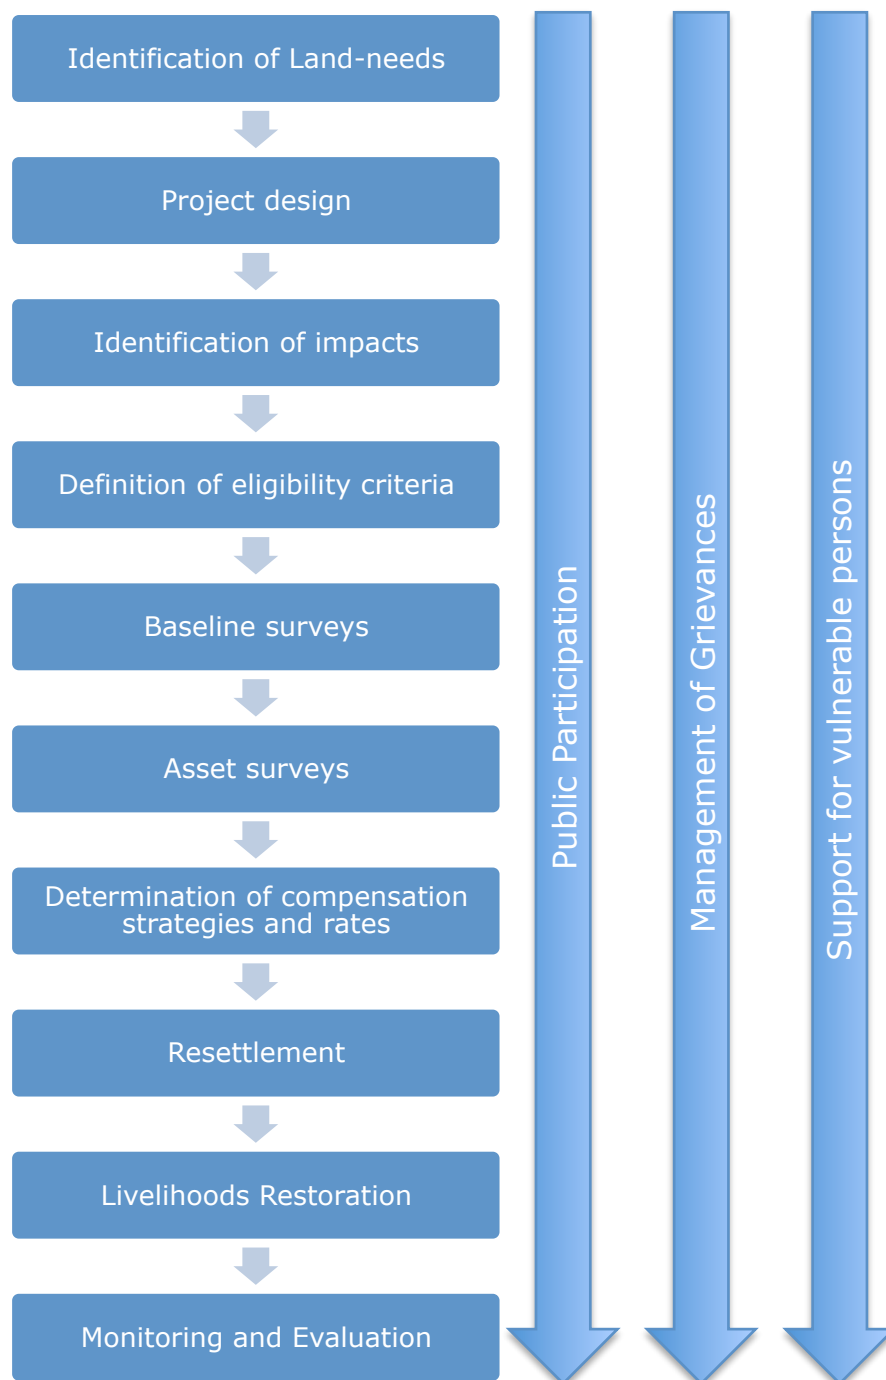 Identification of Land-needs
Project design
Identification of impacts
Definition of eligibility criteria
Baseline surveys
Asset surveys
Determination of compensation
strategies and rates
Resettlement
Livelihoods Restoration
Monitoring and Evaluation
Public Participation
Management of Grievances
Support for vulnerable persons